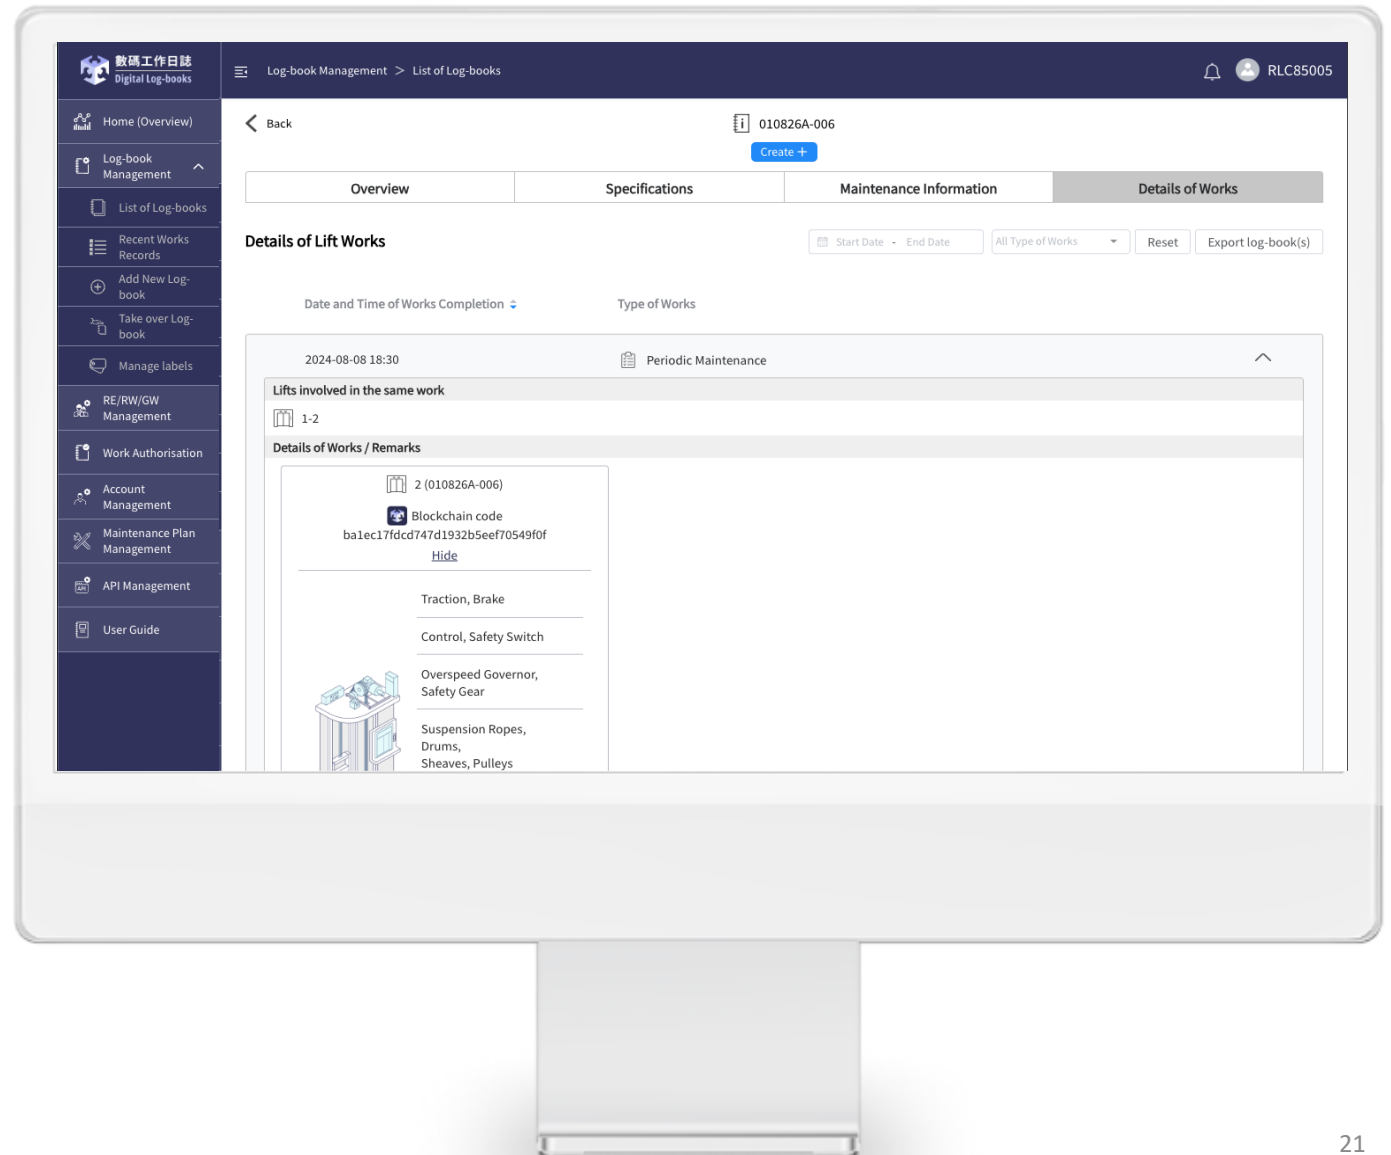 數碼工作日誌
Digital Log-books
Log-book Management > List of Log-books
RLC85005
Home (Overview)
Log-book
Management
List of Log-books
Recent Works
Records
Add New Log-
book
Take over Log-
book
Manage labels
RE/RW/GW
Management
Work Authorisation
Account
Management
Maintenance Plan
Management
API Management
User Guide
Back
010826A-006
Create +
Overview
Specifications
Maintenance Information
Details of Works
Details of Lift Works
Start Date - End Date
All Type of Works
Reset
Export log-book(s)
Date and Time of Works Completion
Type of Works
2024-08-08 18:30
Periodic Maintenance
Lifts involved in the same work
1-2
Details of Works / Remarks
2 (010826A-006)
Blockchain code
ba1ec17fdcd747d1932b5eef70549f0f
Hide
Traction, Brake
Control, Safety Switch
Overspeed Governor,
Safety Gear
Suspension Ropes,
Drums,
Sheaves, Pulleys
21